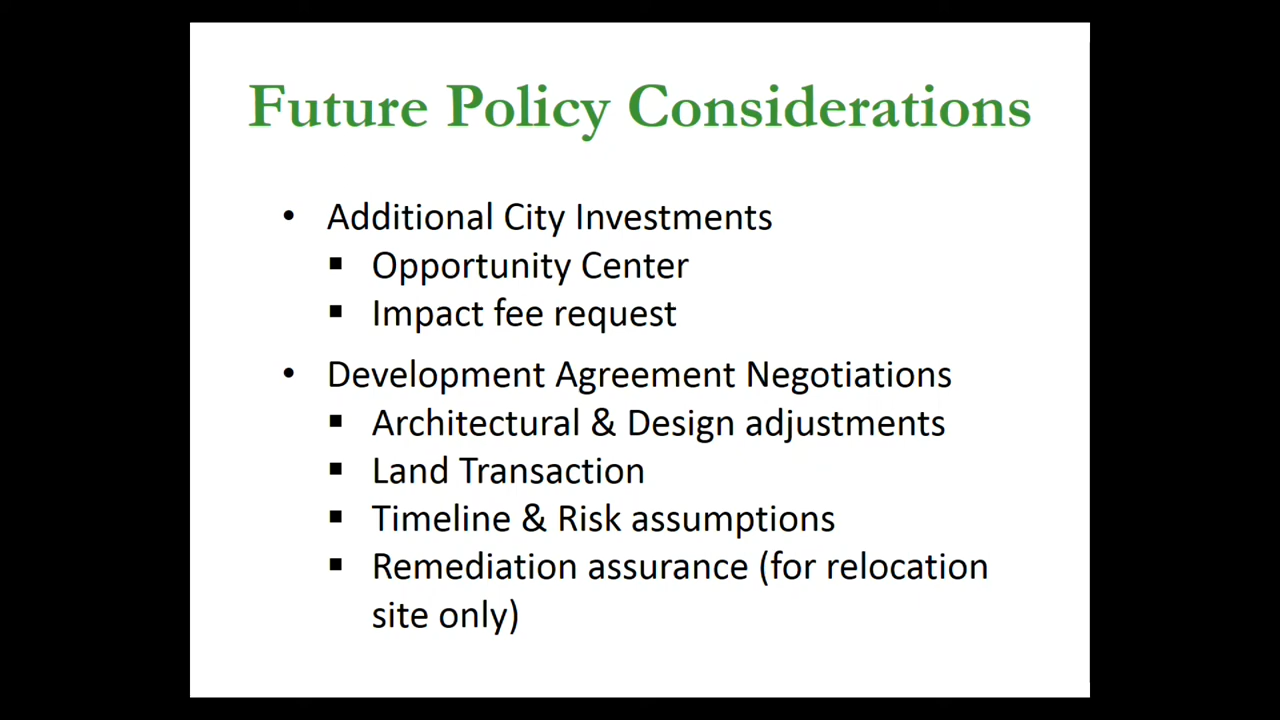 Future Policy Considerations
• Additional City Investments
▪ Opportunity Center
▪ Impact fee request
• Development Agreement Negotiations
▪ Architectural & Design adjustments
▪ Land Transaction
▪ Timeline & Risk assumptions
▪ Remediation assurance (for relocation
site only)